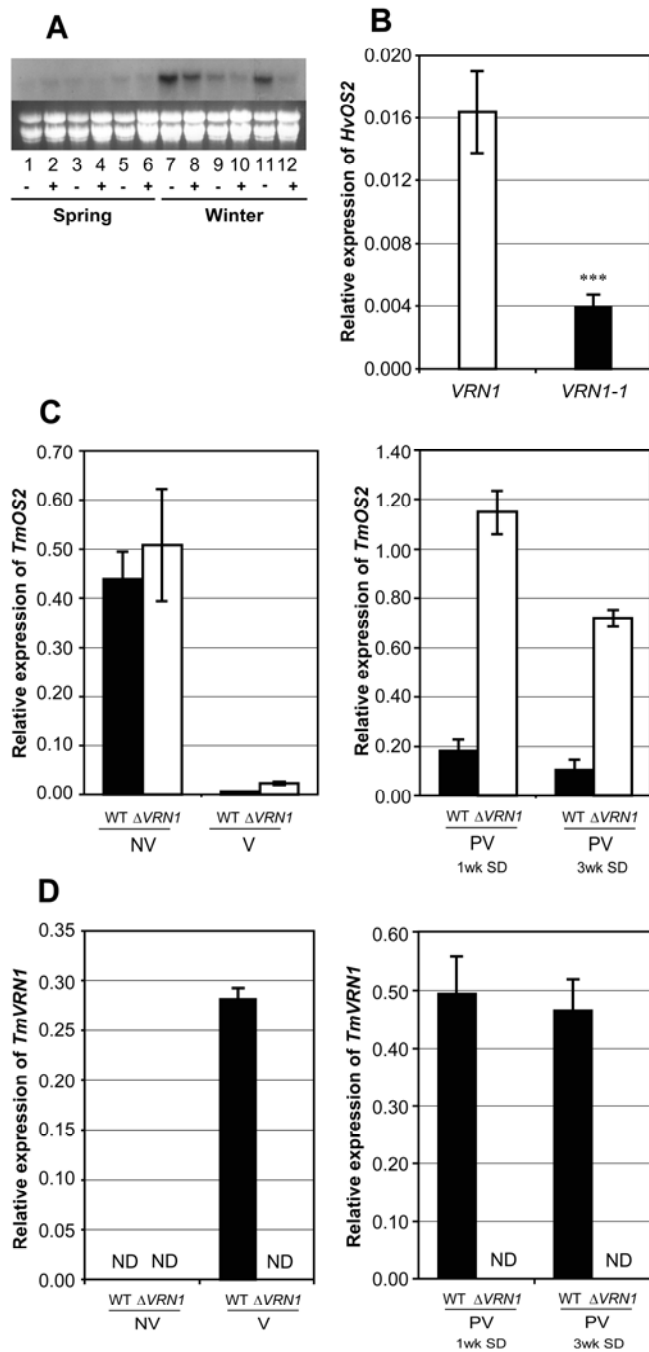 A
1 2 3 4 5 6 7 8 9 10 11 12
- + - + - + - + - + - +
Spring Winter
B
Relative expression of HvOS2
0.020
0.016
0.012
0.008
0.004
0.000
***
VRN1 VRN1-1
C
Relative expression of TmOS2
0.70
0.60
0.50
0.40
0.30
0.20
0.10
0.00
WT ΔVRN1 WT ΔVRN1
NV V
Relative expression of TmOS2
1.40
1.20
1.00
0.80
0.60
0.40
0.20
0.00
WT ΔVRN1 WT ΔVRN1
PV PV
1wk SD 3wk SD
D
Relative expression of TmVRN1
0.35
0.30
0.25
0.20
0.15
0.10
0.05
0.00
ND ND ND
WT ΔVRN1 WT ΔVRN1
NV V
Relative expression of TmVRN1
0.60
0.50
0.40
0.30
0.20
0.10
0.00
ND ND
WT ΔVRN1 WT ΔVRN1
PV PV
1wk SD 3wk SD